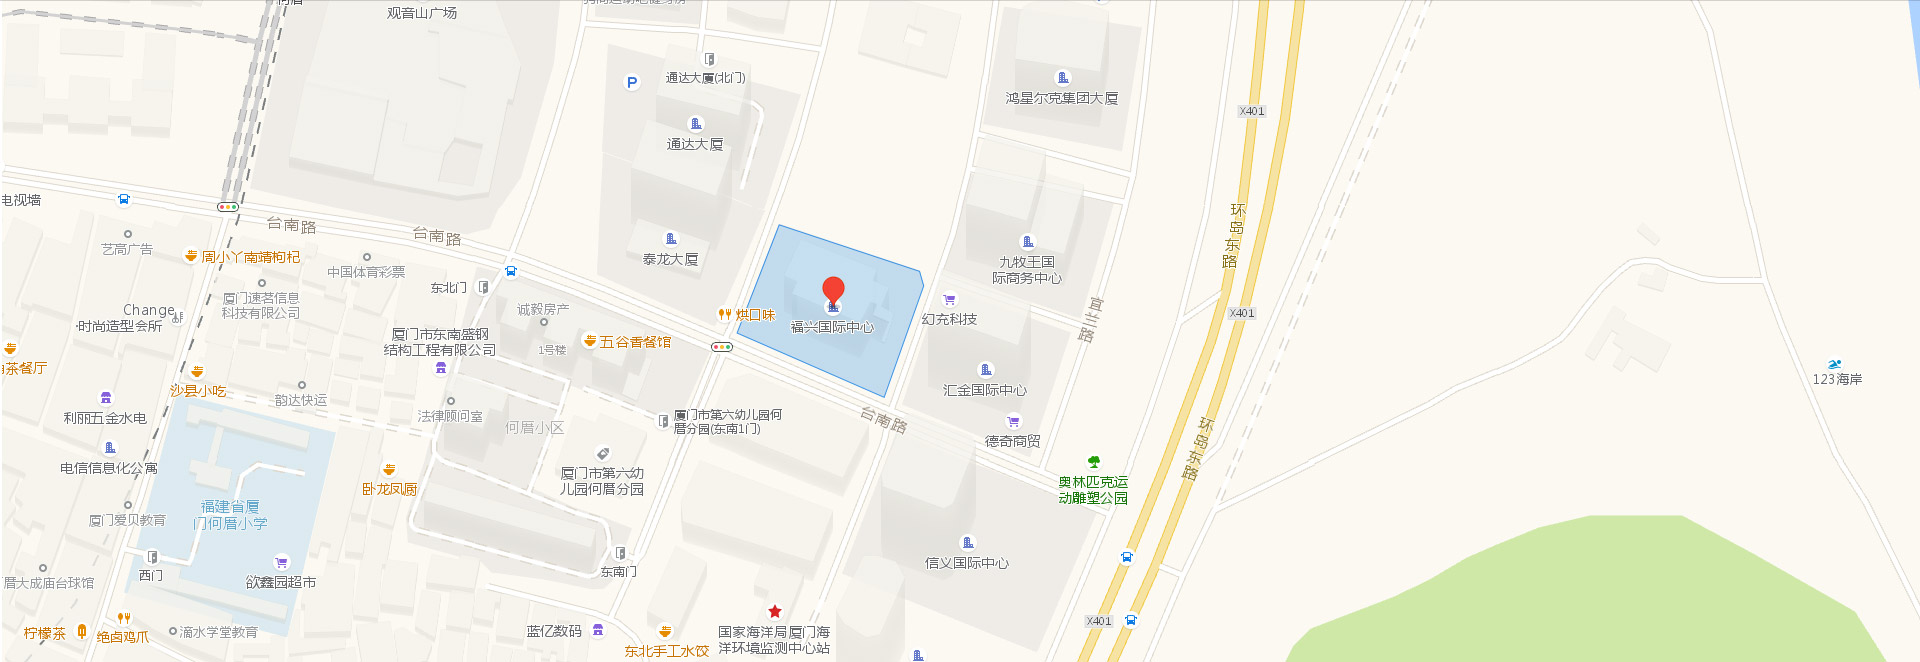 观音山广场
通达大厦(北门)
P
鸿星尔克集团大厦
X401
通达大厦
电视墙
台南路
台南路
环岛东路
艺高广告
周小丫南靖枸杞
中国体育彩票
泰龙大厦
九牧王国
际商务中心
东北门
厦门速茗信息
科技有限公司
Change
·时尚造型会所
诚毅房产
烘口味
福兴国际中心
幻充科技
宜兰路
X401
厦门市东南盛钢
结构工程有限公司
1号楼
五谷香餐馆
茶餐厅
沙县小吃
汇金国际中心
123海岸
利丽五金水电
韵达快运
法律顾问室
何厝小区
厦门市第六幼儿园何
厝分园(东南1门)
台南路
德奇商贸
环岛东路
电信信息化公寓
卧龙凤厨
厦门市第六幼
儿园何厝分园
奥林匹克运
动雕塑公园
福建省厦
门何厝小学
厦门爱贝教育
信义国际中心
西门
欲鑫园超市
东南门
厝大成庙台球馆
柠檬茶
绝卤鸡爪
滴水学堂教育
蓝亿数码
东北手工水饺
国家海洋局厦门海
洋环境监测中心站
X401